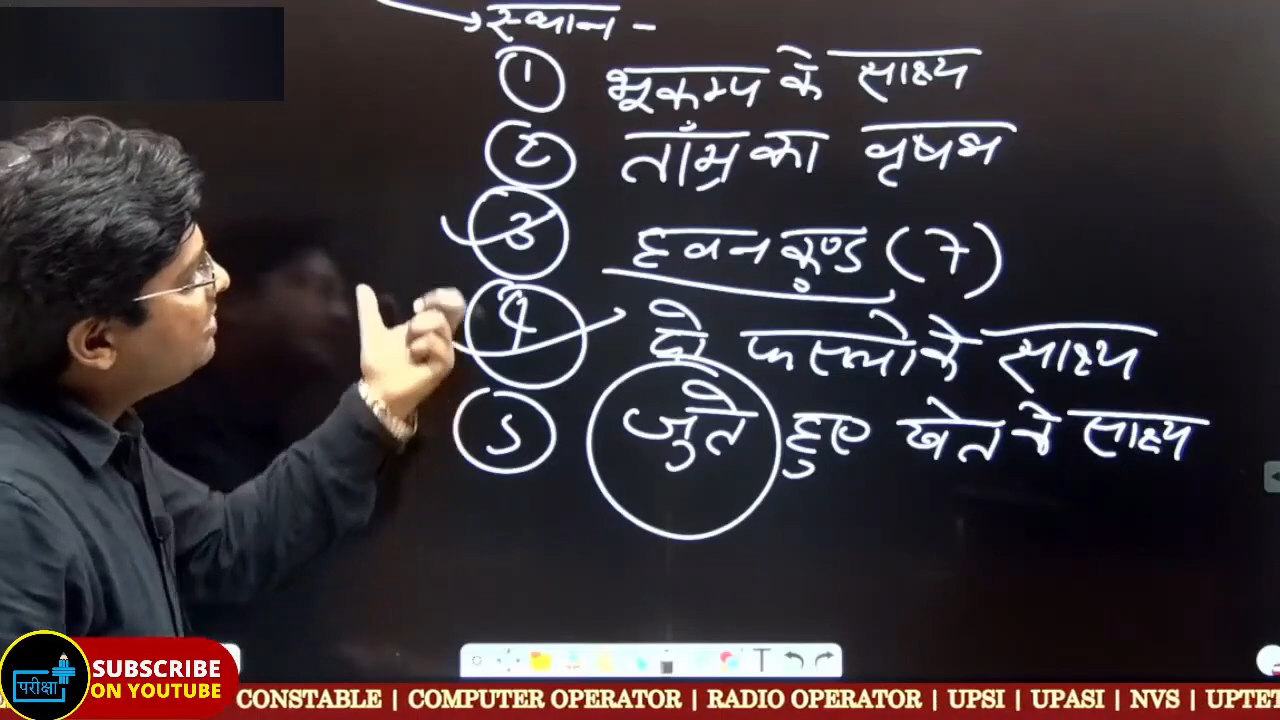 स्थान -
① भूकम्प के साक्ष्य
② ताँम्र का वृषभ
③ हवन कुण्ड (7)
④ दो फसलो के साक्ष्य
⑤ जुते हुए खेत के साक्ष्य
T
परीक्षा
SUBSCRIBE
ON YOUTUBE
CONSTABLE | COMPUTER OPERATOR | RADIO OPERATOR | UPSI | UPASI | NVS | UPTET